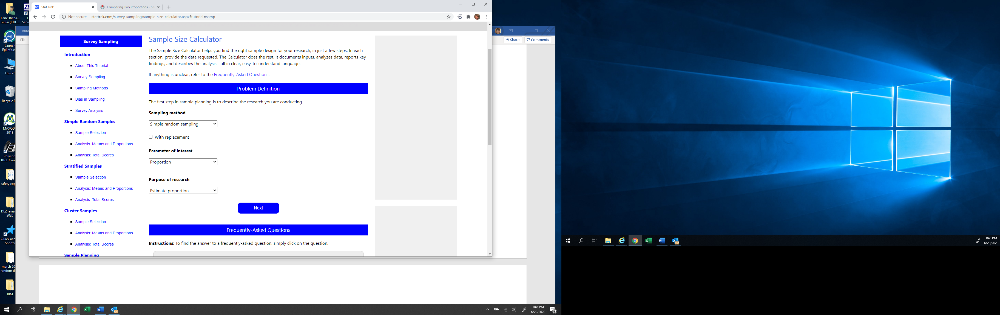 Earle-Richa...
Giulia (CDC...
Launch
EpiInfo.ex
This PC
Recycle B
MAXQD
2018
Polycom
BToE Con
safety cop
DEZ revisi
2020
Quick acc
- Shortcu
march 20
random d
IBM
Stat Trek
Comparing Two Proportions - Sa
Not secure
stattrek.com/survey-sampling/sample-size-calculator.aspx?tutorial=samp
Auto
File
Share
Comments
Survey Sampling
Introduction
About This Tutorial
Survey Sampling
Sampling Methods
Bias in Sampling
Survey Analysis
Simple Random Samples
Sample Selection
Analysis: Means and Proportions
Analysis: Total Scores
Stratified Samples
Sample Selection
Analysis: Means and Proportions
Analysis: Total Scores
Cluster Samples
Sample Selection
Analysis: Means and Proportions
Analysis: Total Scores
Sample Planning
Sample Size Calculator
The Sample Size Calculator helps you find the right sample design for your research, in just a few steps. In each
section, provide the data requested. The Calculator does the rest. It documents inputs, analyzes data, reports key
findings, and describes the analysis - all in clear, easy-to-understand language.
If anything is unclear, refer to the Frequently-Asked Questions.
Problem Definition
The first step in sample planning is to describe the research you are conducting.
Sampling method
Simple random sampling
With replacement
Parameter of interest
Proportion
Purpose of research
Estimate proportion
Next
Frequently-Asked Questions
Instructions: To find the answer to a frequently-asked question, simply click on the question.
1:46 PM
6/29/2020
21
1:46 PM
6/29/2020